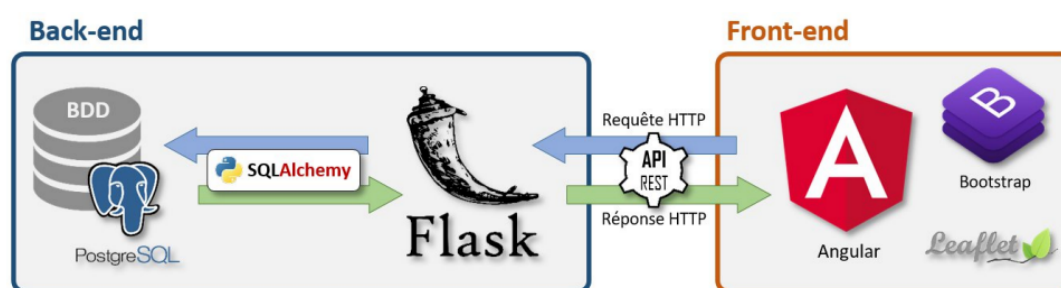 Back-end
Front-end
BDD
PostgreSQL
SQLAlchemy
Flask
Requête HTTP
API
REST
Réponse HTTP
A
Angular
B
Bootstrap
Leaflet